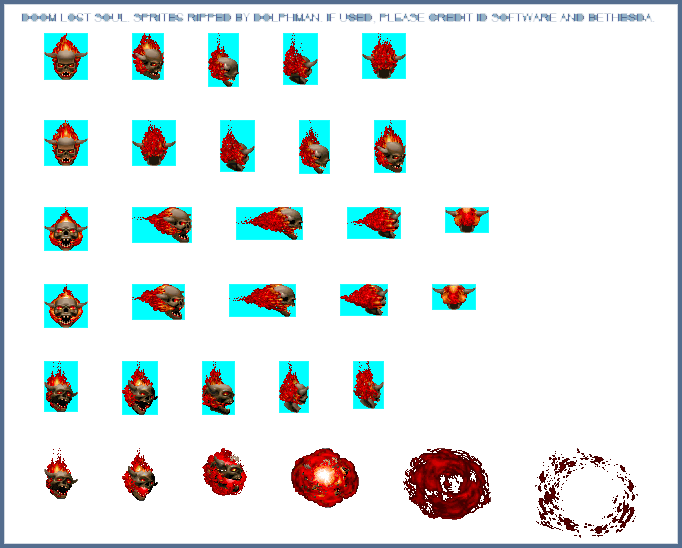 DOOM LOST SOUL SPRITES RIPPED BY DOLPHMAN. IF USED, PLEASE CREDIT ID SOFTWARE AND BETHESDA.